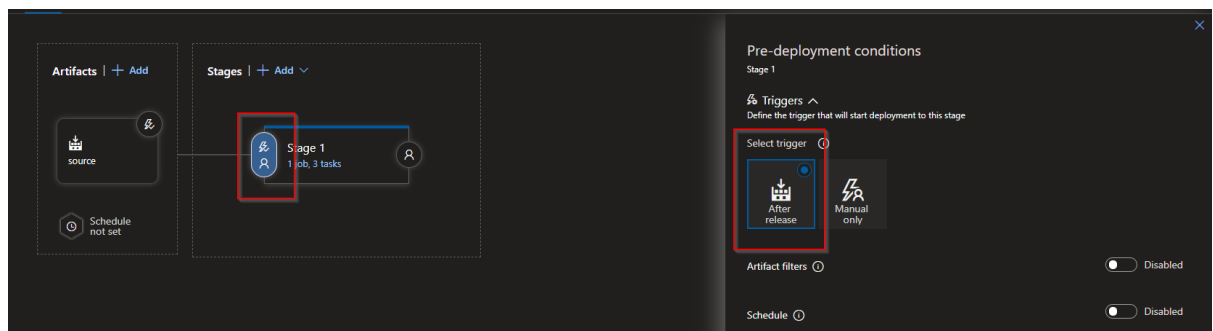 Artifacts | + Add
source
Schedule
not set
Stages | + Add
Stage 1
1 job, 3 tasks
Pre-deployment conditions
Stage 1
Triggers
Define the trigger that will start deployment to this stage
Select trigger
After
release
Manual
only
Artifact filters
Disabled
Schedule
Disabled